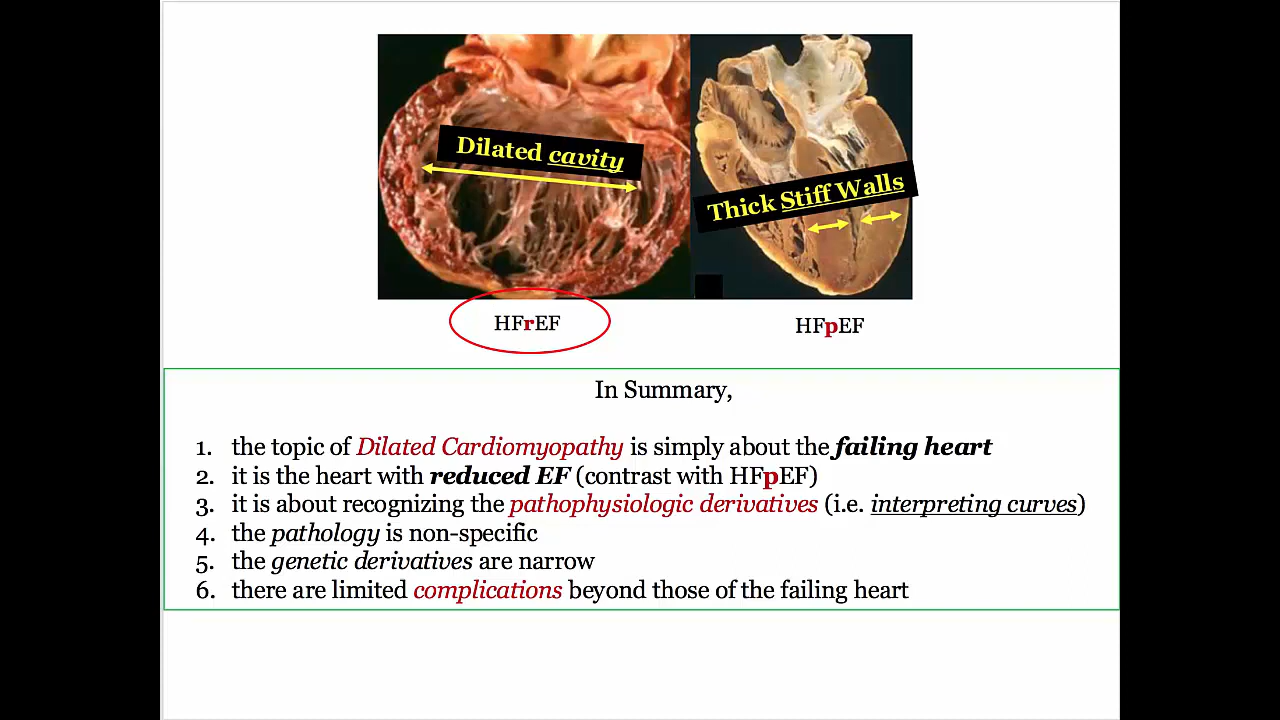 Dilated cavity
Thick Stiff Walls
HFrEF
HFpEF
In Summary,
1. the topic of Dilated Cardiomyopathy is simply about the failing heart
2. it is the heart with reduced EF (contrast with HFpEF)
3. it is about recognizing the pathophysiologic derivatives (i.e. interpreting curves)
4. the pathology is non-specific
5. the genetic derivatives are narrow
6. there are limited complications beyond those of the failing heart